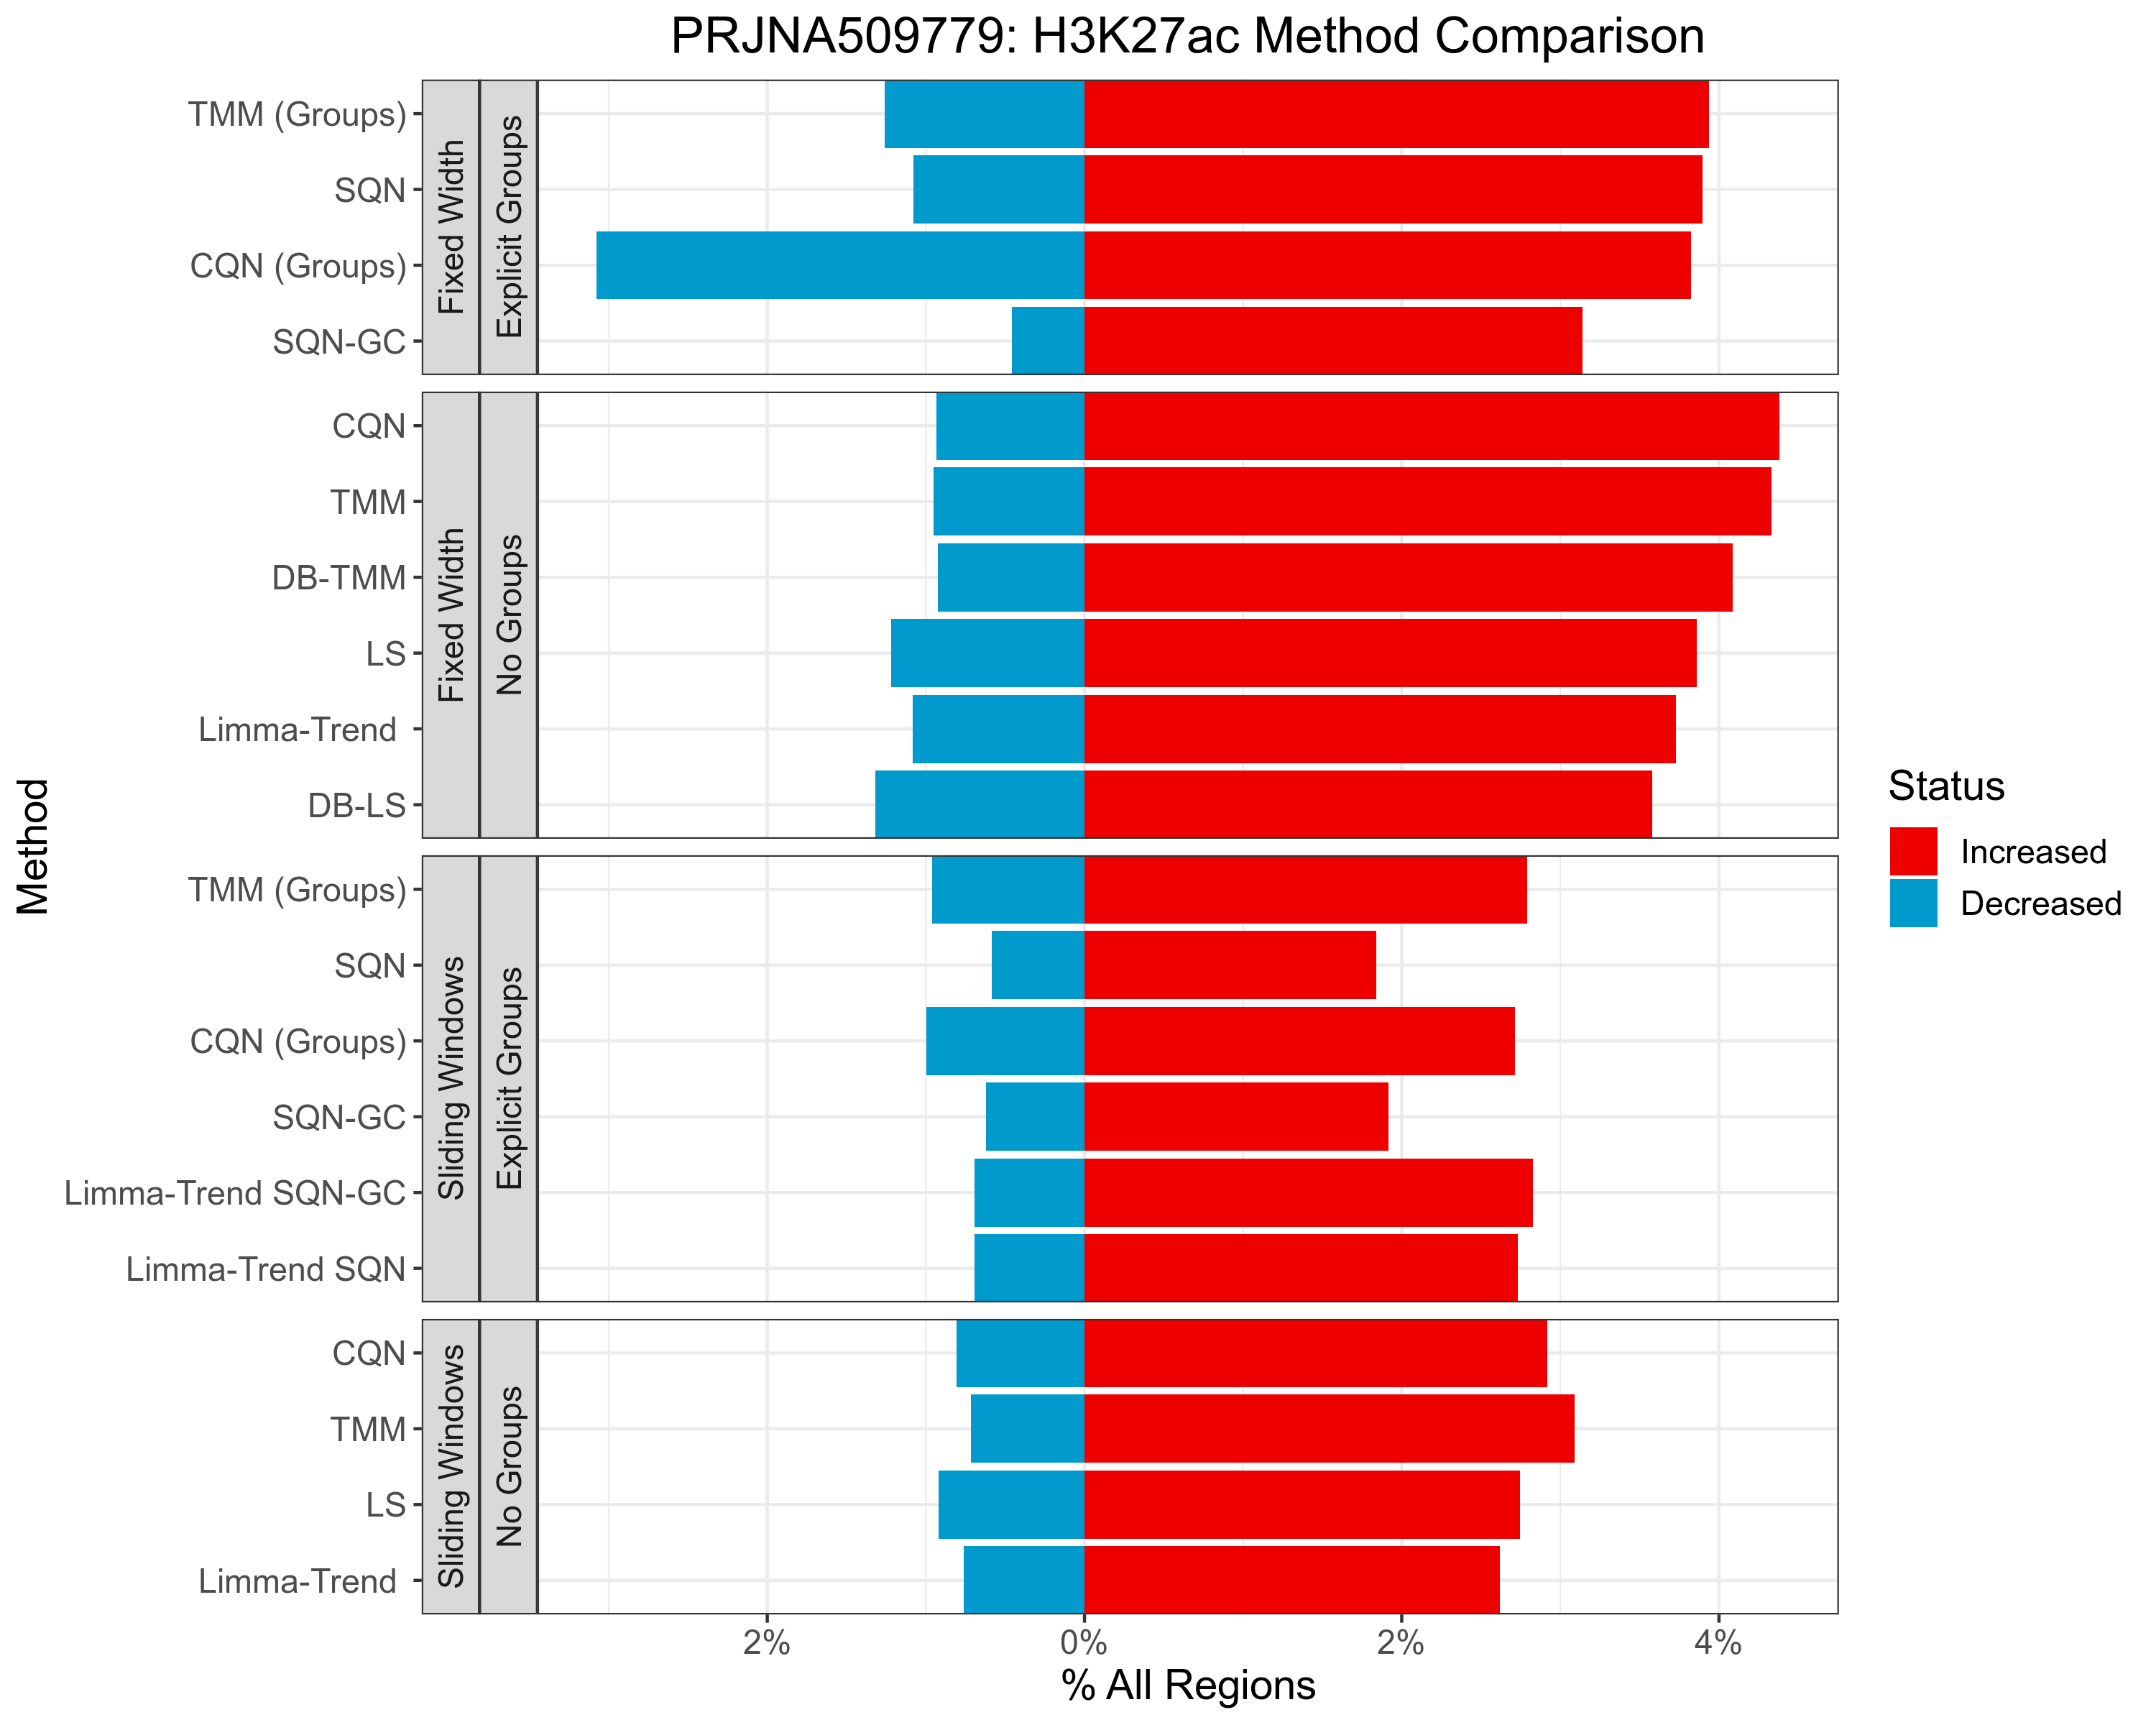 PRJNA509779: H3K27ac Method Comparison
Method
Fixed Width
Explicit Groups
TMM (Groups)
SQN
CQN (Groups)
SQN-GC
Fixed Width
No Groups
CQN
TMM
DB-TMM
LS
Limma-Trend
DB-LS
Sliding Windows
Explicit Groups
TMM (Groups)
SQN
CQN (Groups)
SQN-GC
Limma-Trend SQN-GC
Limma-Trend SQN
Sliding Windows
No Groups
CQN
TMM
LS
Limma-Trend
2% 0% 2% 4%
% All Regions
Status
Increased
Decreased